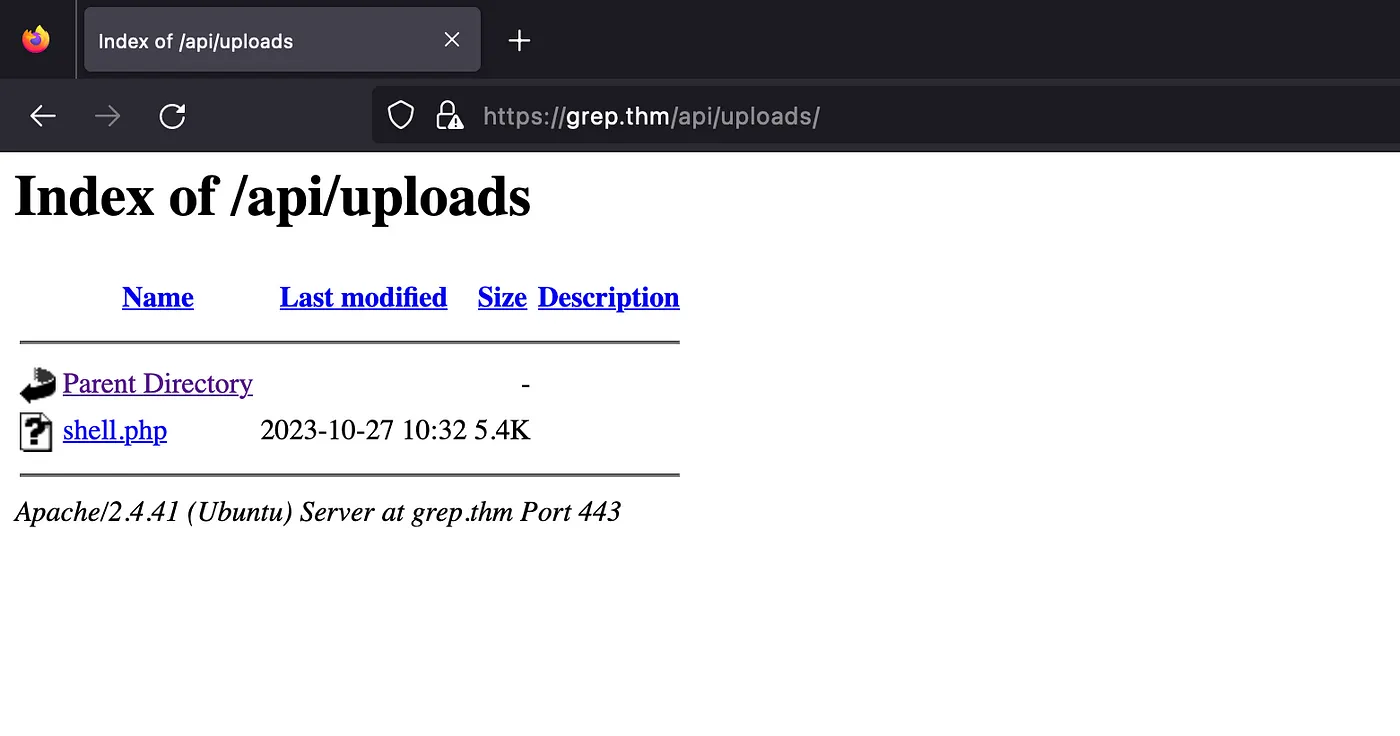 Index of /api/uploads
https://grep.thm/api/uploads/
Index of /api/uploads
Name Last modified Size Description
Parent Directory -
shell.php 2023-10-27 10:32 5.4K
Apache/2.4.41 (Ubuntu) Server at grep.thm Port 443